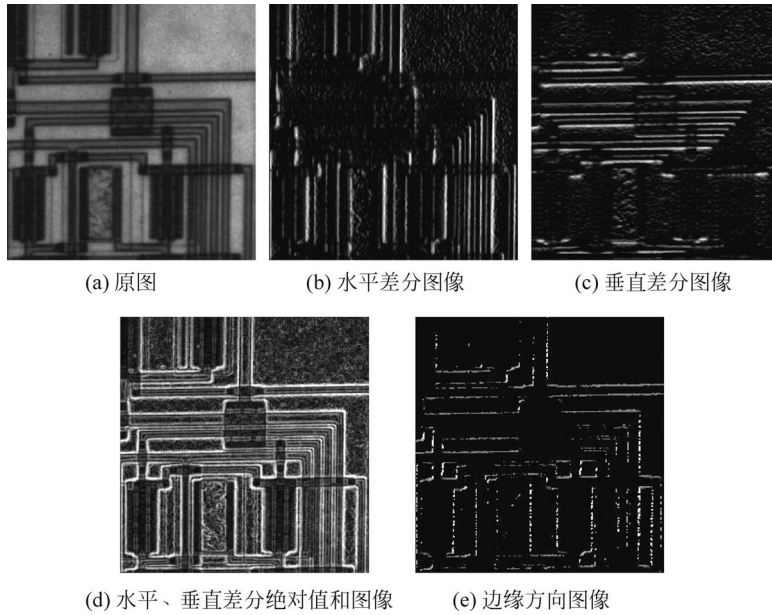 (a) 原图
(b) 水平差分图像
(c) 垂直差分图像
(d) 水平、垂直差分绝对值和图像
(e) 边缘方向图像